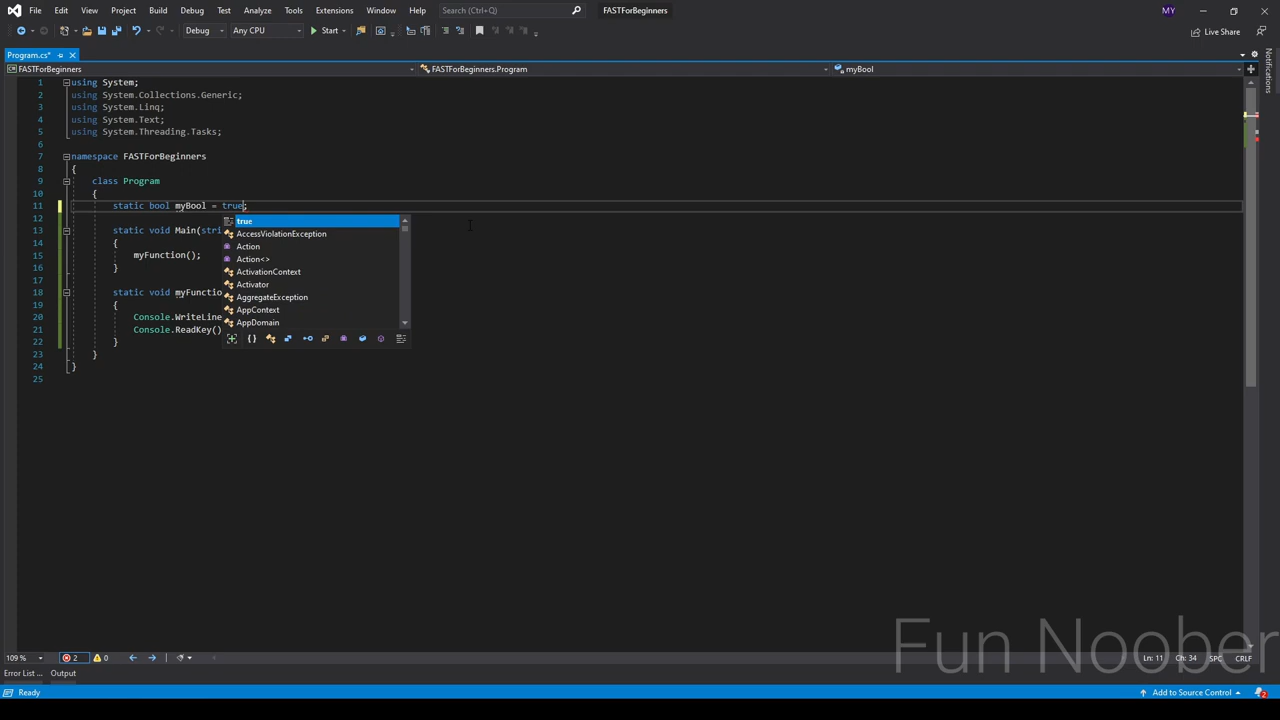 File Edit View Project Build Debug Test Analyze Tools Extensions Window Help Search (Ctrl+Q) FASTForBeginners MY
Debug Any CPU Start Live Share
Program.cs*
FASTForBeginners FASTForBeginners.Program myBool
Notifications
1 using System;
2 using System.Collections.Generic;
3 using System.Linq;
4 using System.Text;
5 using System.Threading.Tasks;
6
7 namespace FASTForBeginners
8 {
9 class Program
10 {
11 static bool myBool = true;
12 true
AccessViolationException
13 static void Main(stri
14 { Action
15 myFunction(); Action<>
16 } ActivationContext
17 Activator
18 static void myFunctio AggregateException
19 { AppContext
20 Console.WriteLine AppDomain
21 Console.ReadKey()
22 }
23 }
24 }
25
Fun Noober
109 % 2 0 Ln: 11 Ch: 34 SPC CRLF
Error List ... Output
Ready Add to Source Control 2